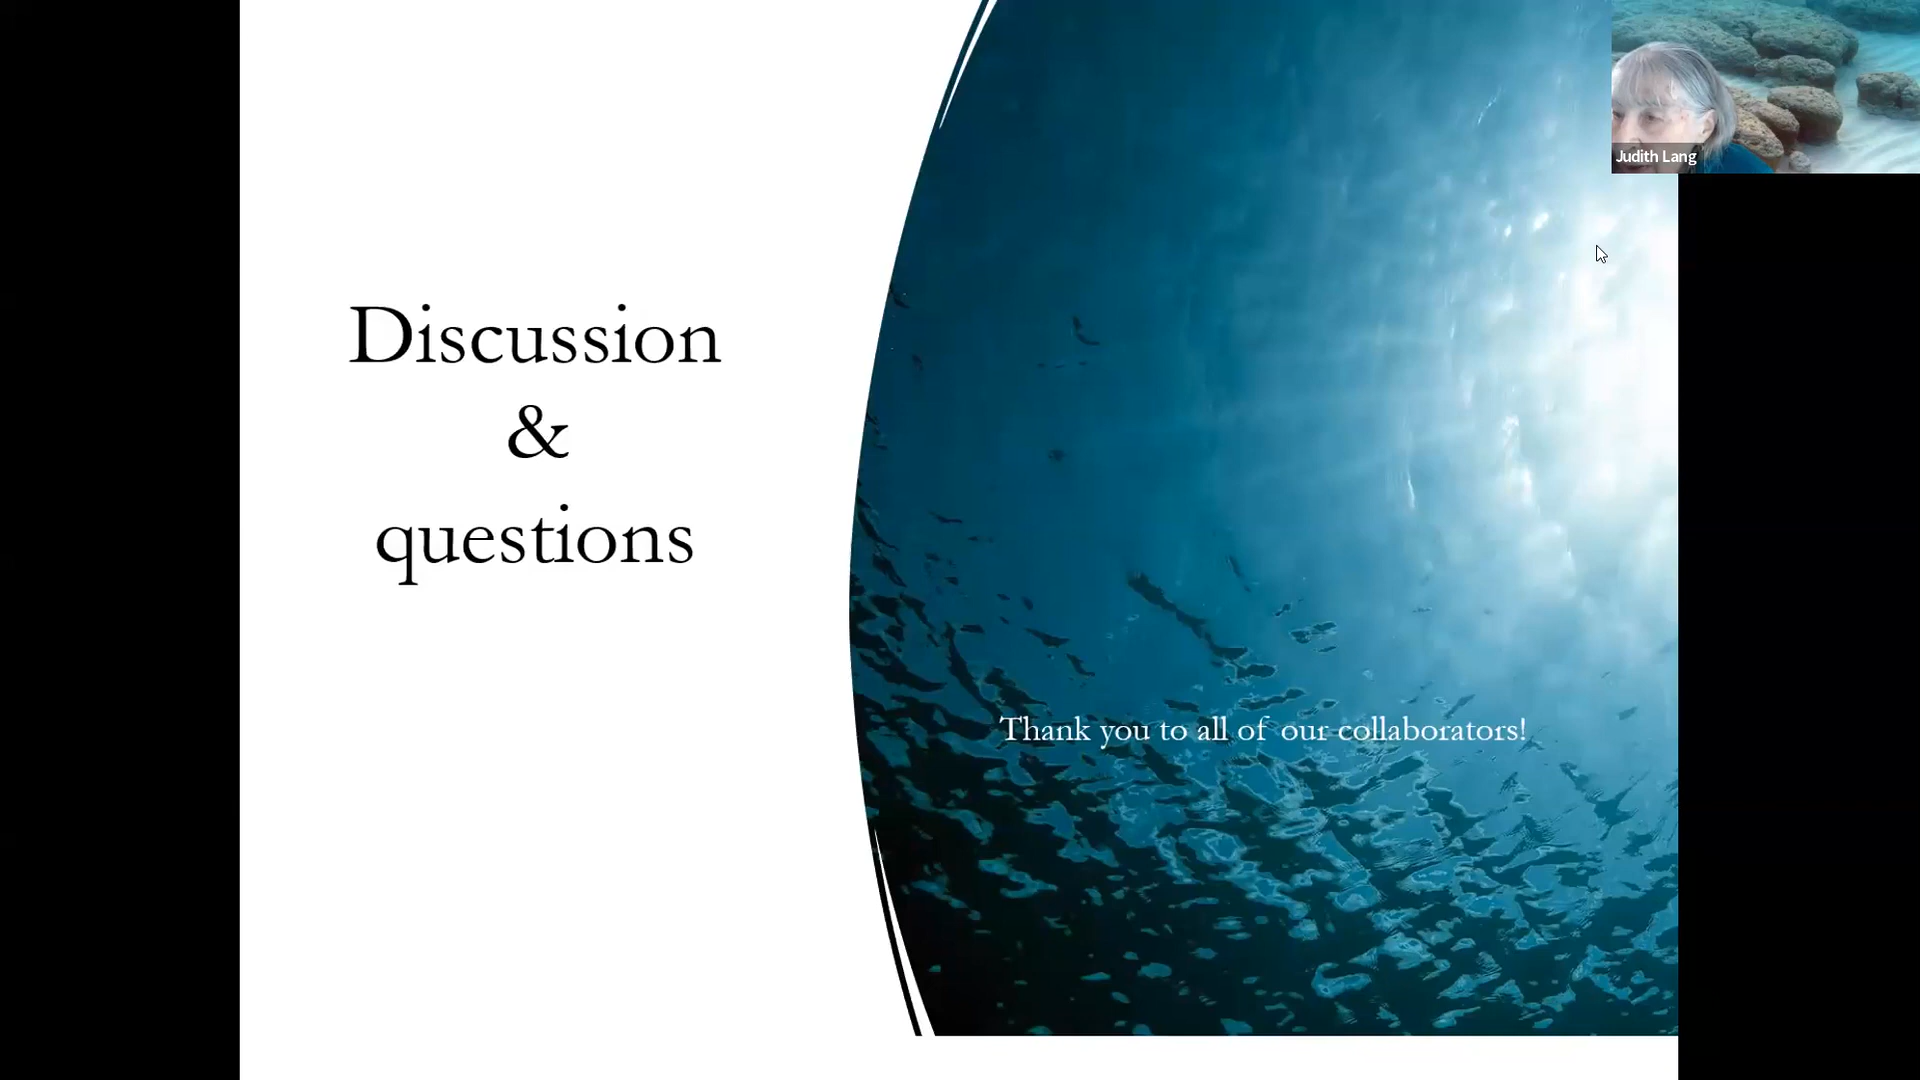 Discussion
&
questions
Thank you to all of our collaborators!
Judith Lang